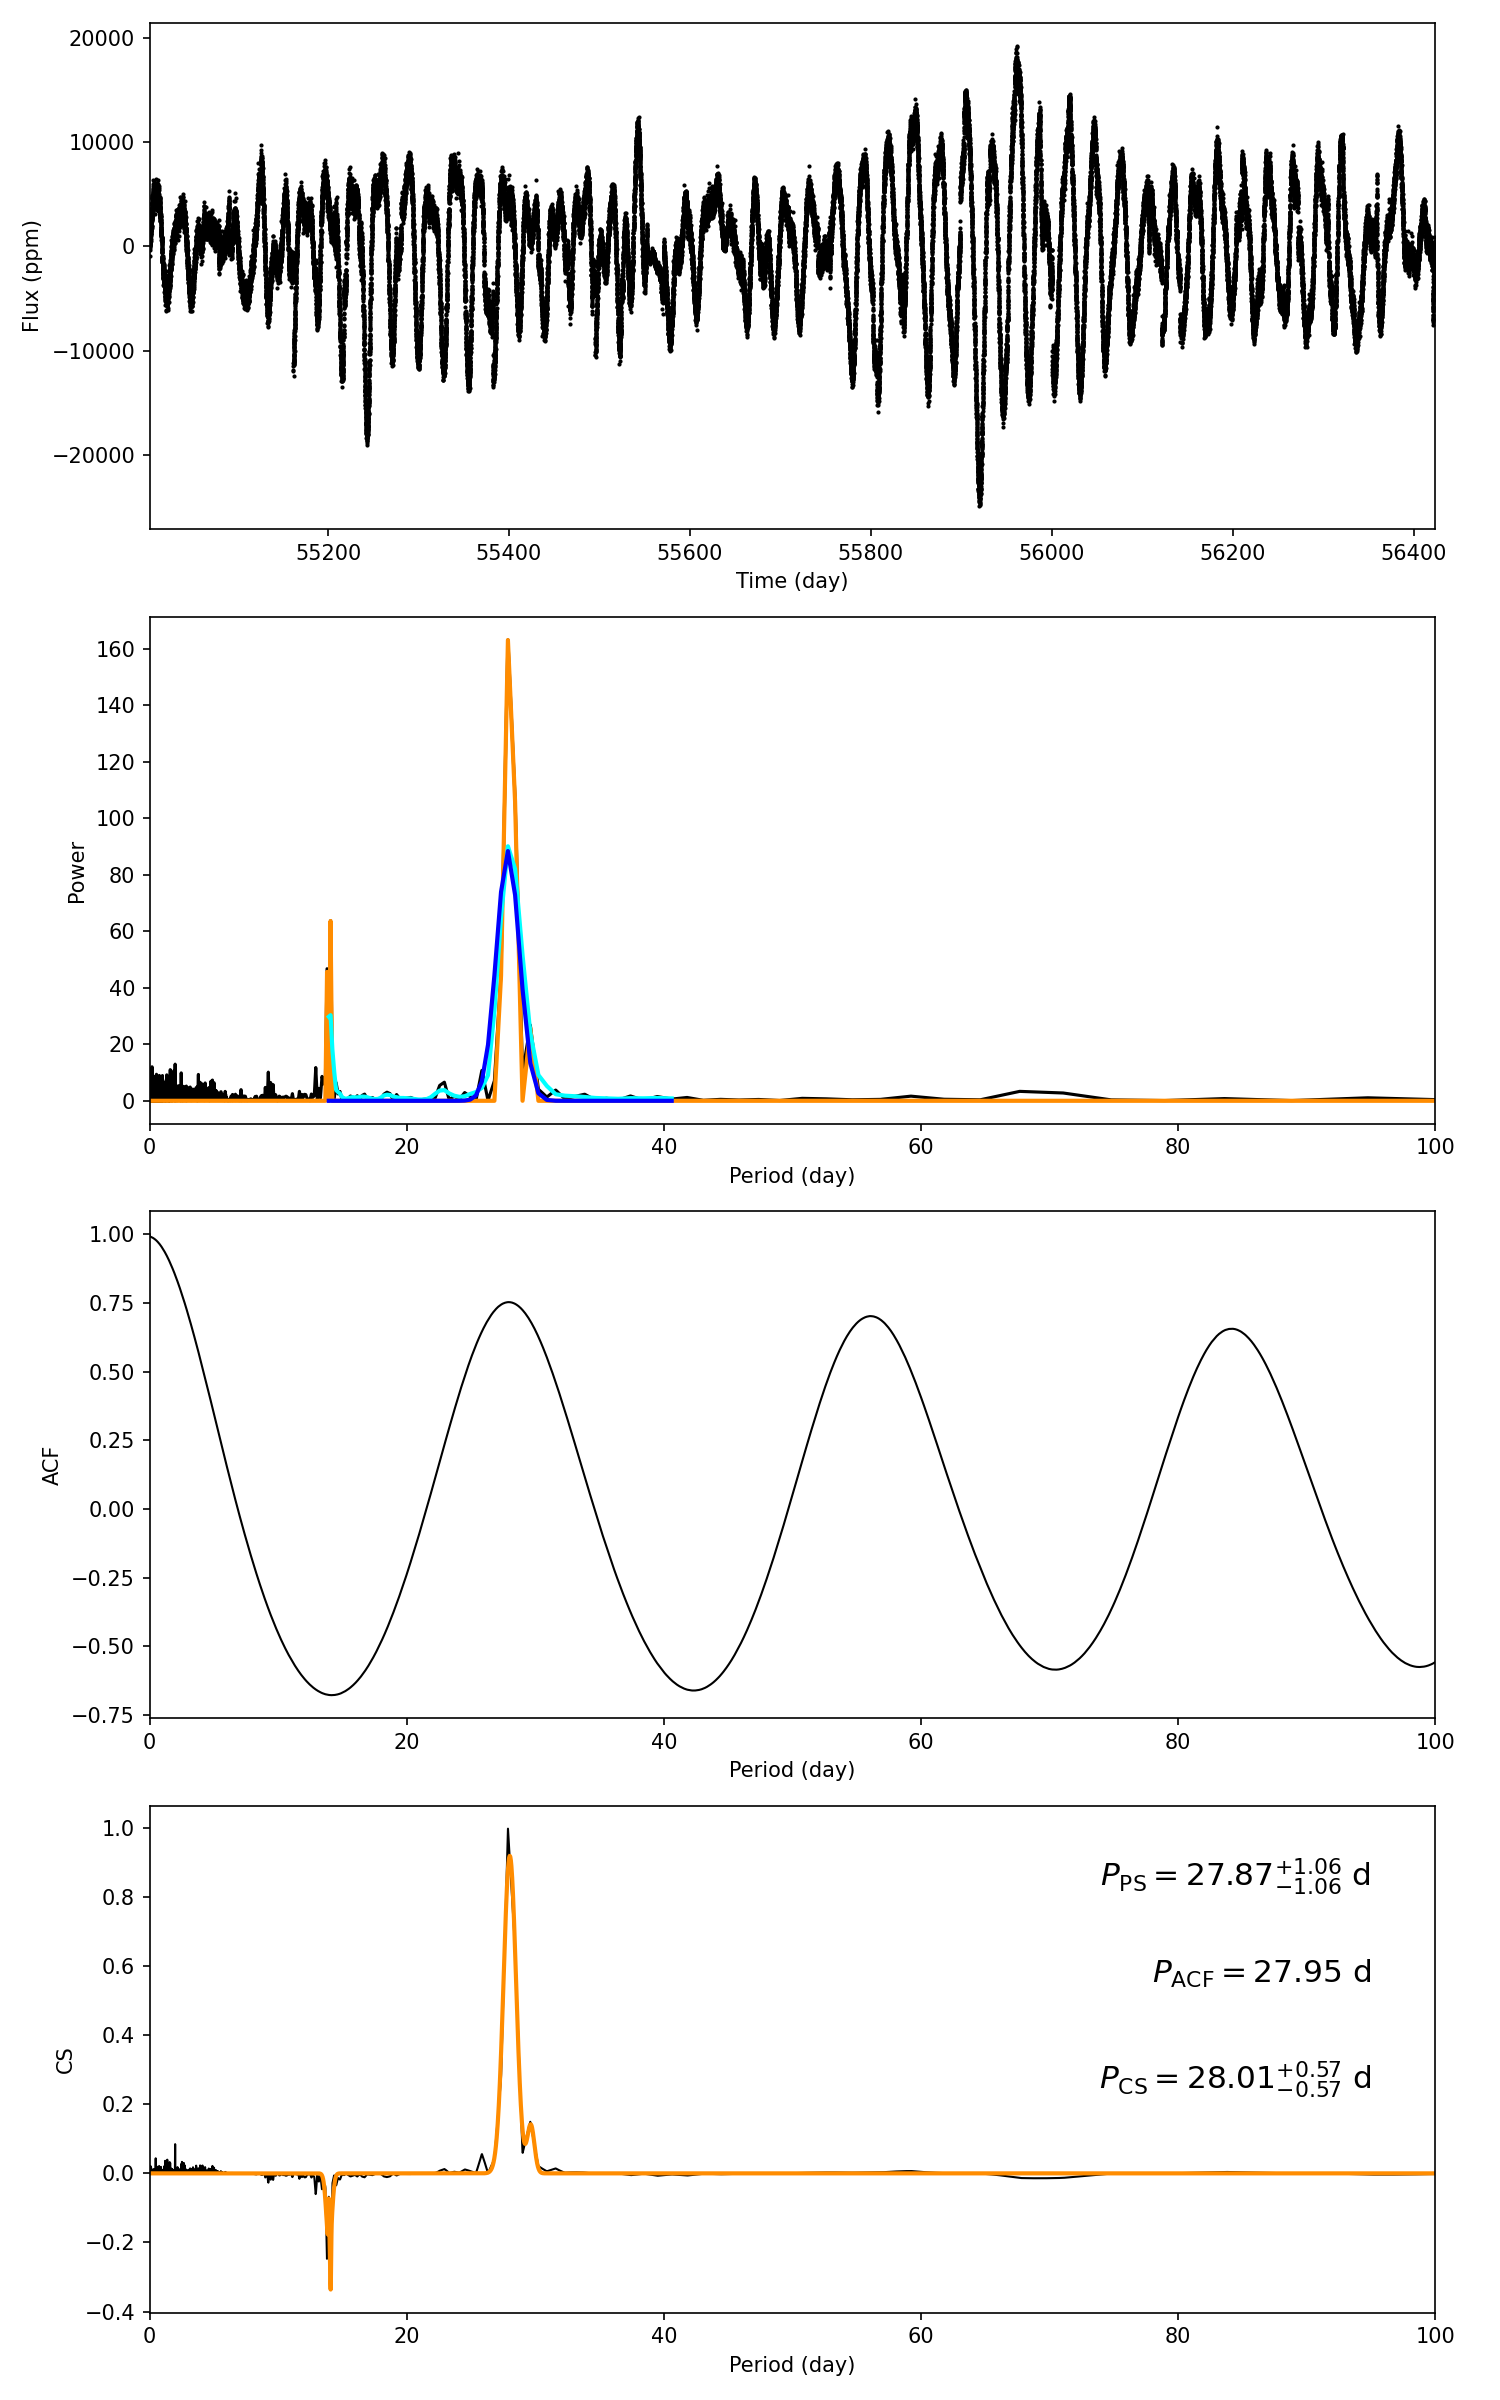 20000
10000
0
−10000
−20000
Flux (ppm)
55200 55400 55600 55800 56000 56200 56400
Time (day)
160
140
120
100
80
60
40
20
0
Power
0 20 40 60 80 100
Period (day)
1.00
0.75
0.50
0.25
0.00
−0.25
−0.50
−0.75
ACF
0 20 40 60 80 100
Period (day)
1.0
0.8
0.6
0.4
0.2
0.0
−0.2
−0.4
CS
P_PS = 27.87^{+1.06}_{−1.06} d
P_ACF = 27.95 d
P_CS = 28.01^{+0.57}_{−0.57} d
0 20 40 60 80 100
Period (day)